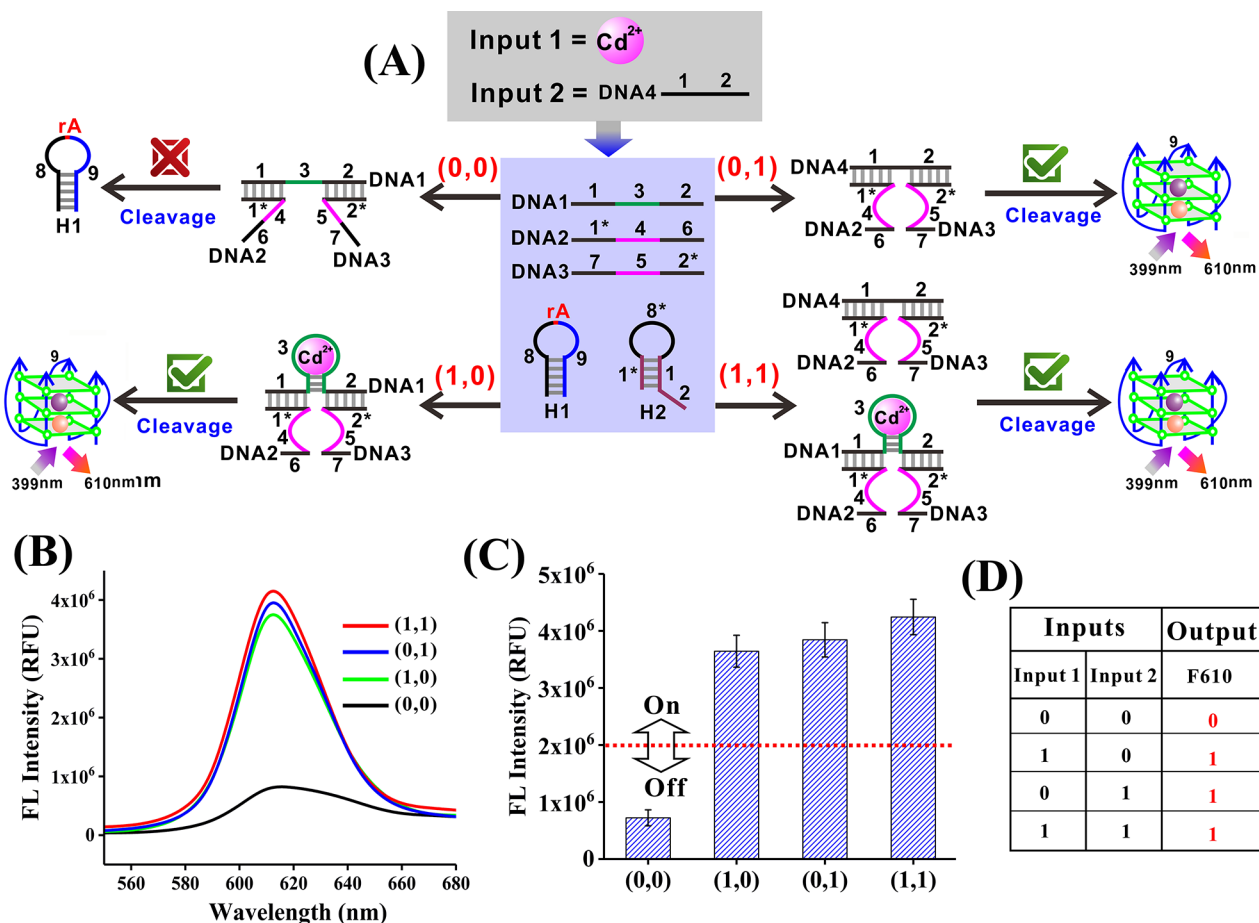 (A)
Input 1 = Cd2+
Input 2 = DNA4 1 2
rA
8 9
H1
Cleavage
1 3 2 DNA1
1* 4 5 2*
6 7
DNA2 DNA3
(0,0)
DNA1 1 3 2
DNA2 1* 4 6
DNA3 7 5 2*
rA
8 9
H1
8*
1* 1 2
H2
(0,1)
DNA4 1 2
1* 2*
4 5
DNA2 6 7 DNA3
Cleavage
9
399nm 610nm
(1,0)
3 Cd2+
1 2 DNA1
1* 2*
4 5
DNA2 6 7 DNA3
Cleavage
9
399nm 610nm
(1,1)
DNA4 1 2
1* 2*
4 5
DNA2 6 7 DNA3
3 Cd2+
DNA1 1 2
1* 2*
4 5
DNA2 6 7 DNA3
Cleavage
9
399nm 610nm
(B)
FL Intensity (RFU)
4x10^6
3x10^6
2x10^6
1x10^6
0
560 580 600 620 640 660 680
Wavelength (nm)
(1,1)
(0,1)
(1,0)
(0,0)
(C)
FL Intensity (RFU)
5x10^6
4x10^6
3x10^6
2x10^6
1x10^6
0
On
Off
(0,0) (1,0) (0,1) (1,1)
(D)
Inputs Output
Input 1 Input 2 F610
0 0 0
1 0 1
0 1 1
1 1 1